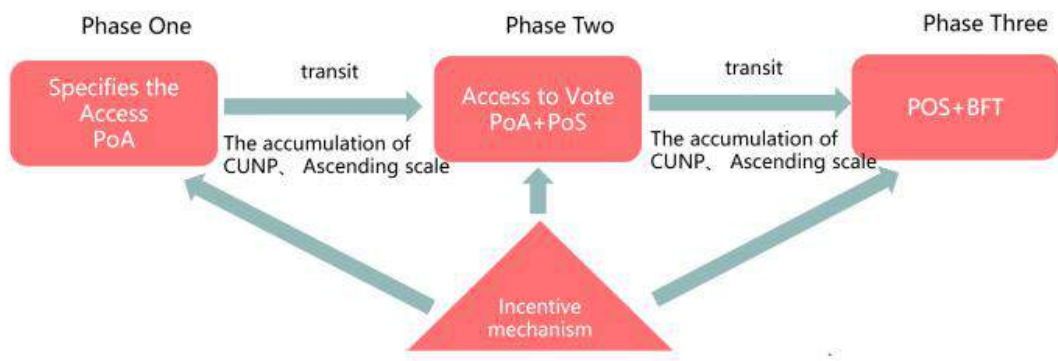 Phase One
Phase Two
Phase Three
Specifies the
Access
PoA
transit
The accumulation of
CUNP、 Ascending scale
Access to Vote
PoA+PoS
transit
The accumulation of
CUNP、 Ascending scale
POS+BFT
Incentive
mechanism